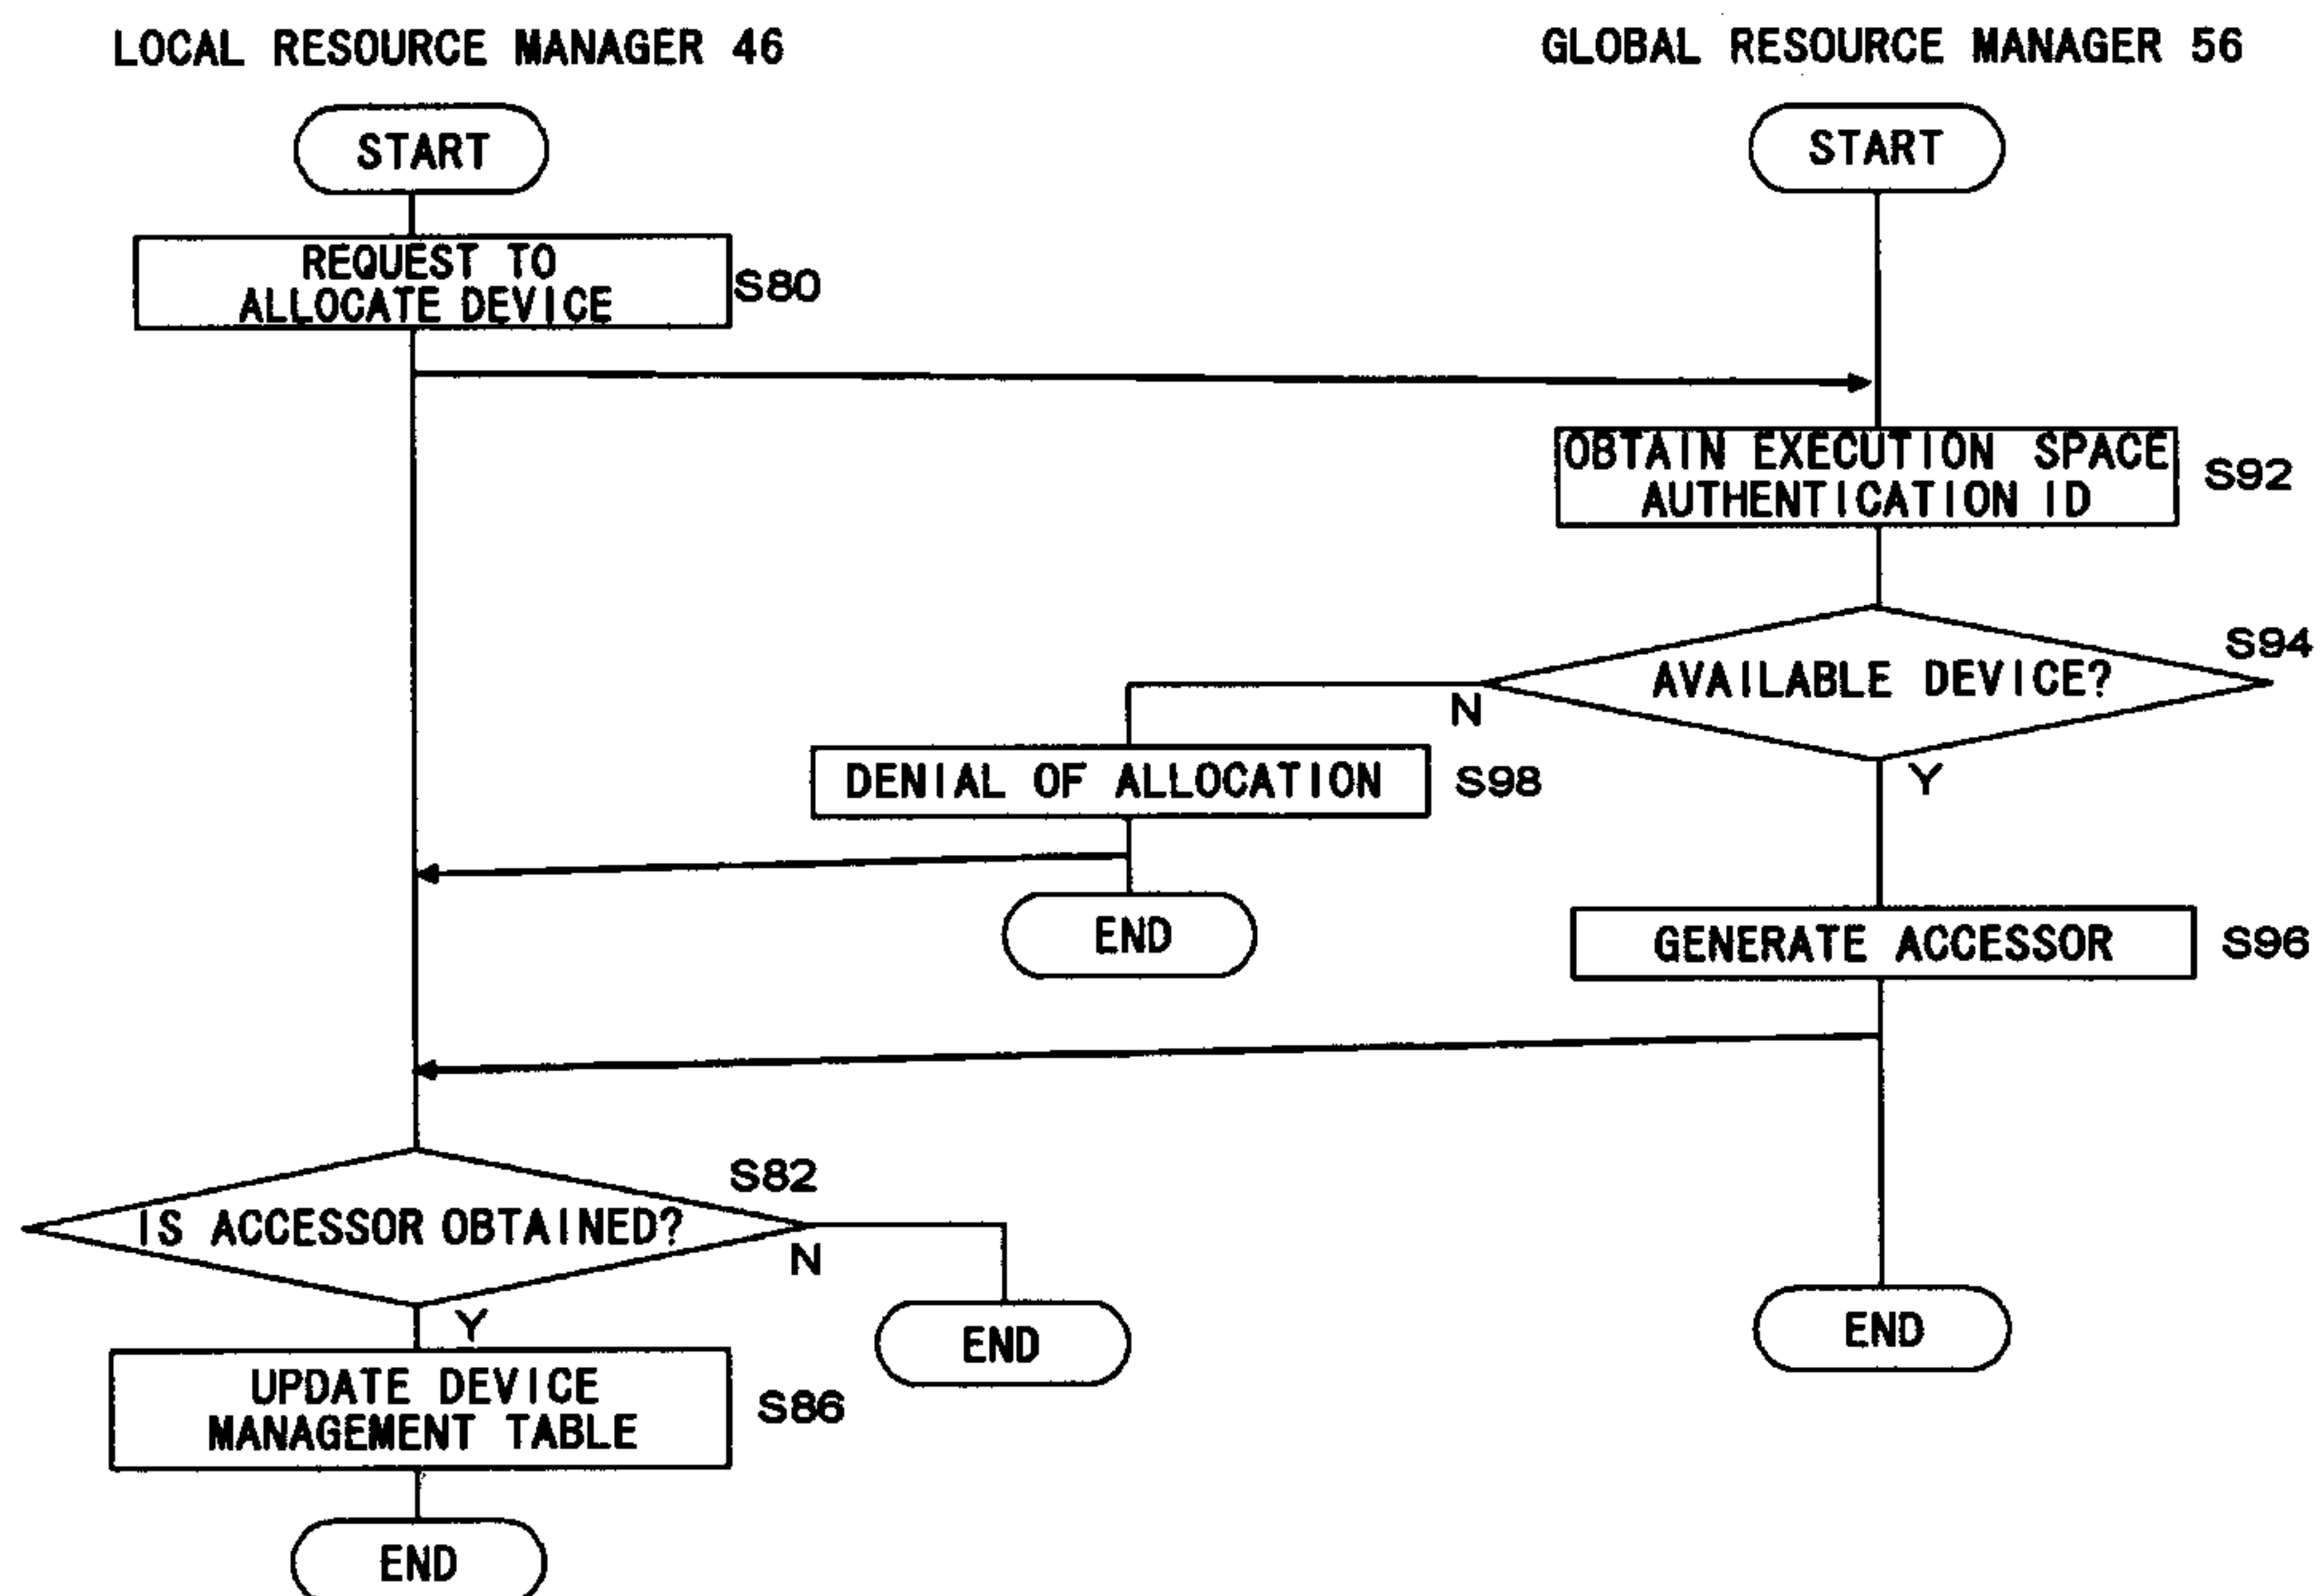 LOCAL RESOURCE MANAGER 46
GLOBAL RESOURCE MANAGER 56
START
START
REQUEST TO
ALLOCATE DEVICE
S80
OBTAIN EXECUTION SPACE
AUTHENTICATION ID
S92
S94
AVAILABLE DEVICE?
N
Y
DENIAL OF ALLOCATION
S98
END
GENERATE ACCESSOR
S96
S82
IS ACCESSOR OBTAINED?
N
Y
END
END
UPDATE DEVICE
MANAGEMENT TABLE
S86
END